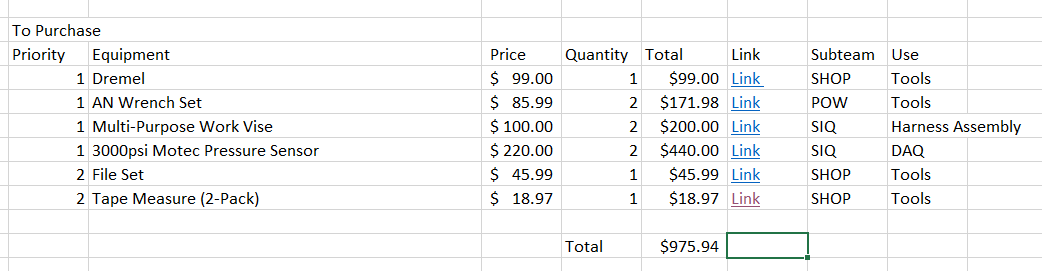 To Purchase
Priority Equipment Price Quantity Total Link Subteam Use
1 Dremel $ 99.00 1 $99.00 Link SHOP Tools
1 AN Wrench Set $ 85.99 2 $171.98 Link POW Tools
1 Multi-Purpose Work Vise $ 100.00 2 $200.00 Link SIQ Harness Assembly
1 3000psi Motec Pressure Sensor $ 220.00 2 $440.00 Link SIQ DAQ
2 File Set $ 45.99 1 $45.99 Link SHOP Tools
2 Tape Measure (2-Pack) $ 18.97 1 $18.97 Link SHOP Tools
Total $975.94